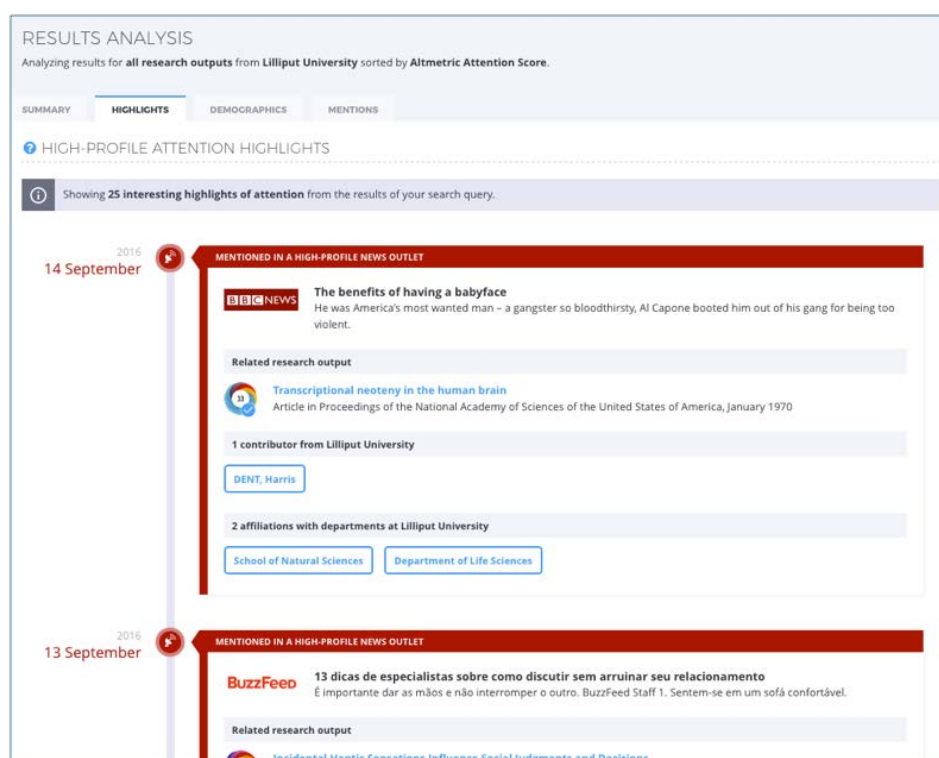 RESULTS ANALYSIS
Analyzing results for all research outputs from Lilliput University sorted by Altmetric Attention Score.
SUMMARY HIGHLIGHTS DEMOGRAPHICS MENTIONS
HIGH-PROFILE ATTENTION HIGHLIGHTS
Showing 25 interesting highlights of attention from the results of your search query.
2016
14 September
MENTIONED IN A HIGH-PROFILE NEWS OUTLET
BBC NEWS
The benefits of having a babyface
He was America's most wanted man – a gangster so bloodthirsty, Al Capone booted him out of his gang for being too
violent.
Related research output
33
Transcriptional neoteny in the human brain
Article in Proceedings of the National Academy of Sciences of the United States of America, January 1970
1 contributor from Lilliput University
DENT, Harris
2 affiliations with departments at Lilliput University
School of Natural Sciences Department of Life Sciences
2016
13 September
MENTIONED IN A HIGH-PROFILE NEWS OUTLET
BuzzFeed
13 dicas de especialistas sobre como discutir sem arruinar seu relacionamento
É importante dar as mãos e não interromper o outro. BuzzFeed Staff 1. Sentem-se em um sofá confortável.
Related research output
Incidental Haptic Sensations Influence Social Judgments and Decisions